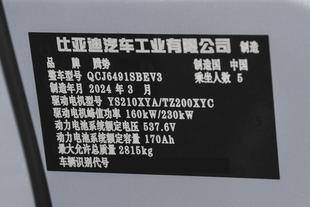 比亚迪汽车工业有限公司 制造
品 牌 腾势 制造国 中国
整车型号 QCJ6491SBEV3 乘坐人数 5
制造年月 2024 年 3 月
驱动电机型号 YS210XYA/TZ200XYC
驱动电机峰值功率 160kW/230kW
动力电池系统额定电压 537.6V
动力电池系统额定容量 170Ah
最大允许总质量 2815kg
车辆识别代号